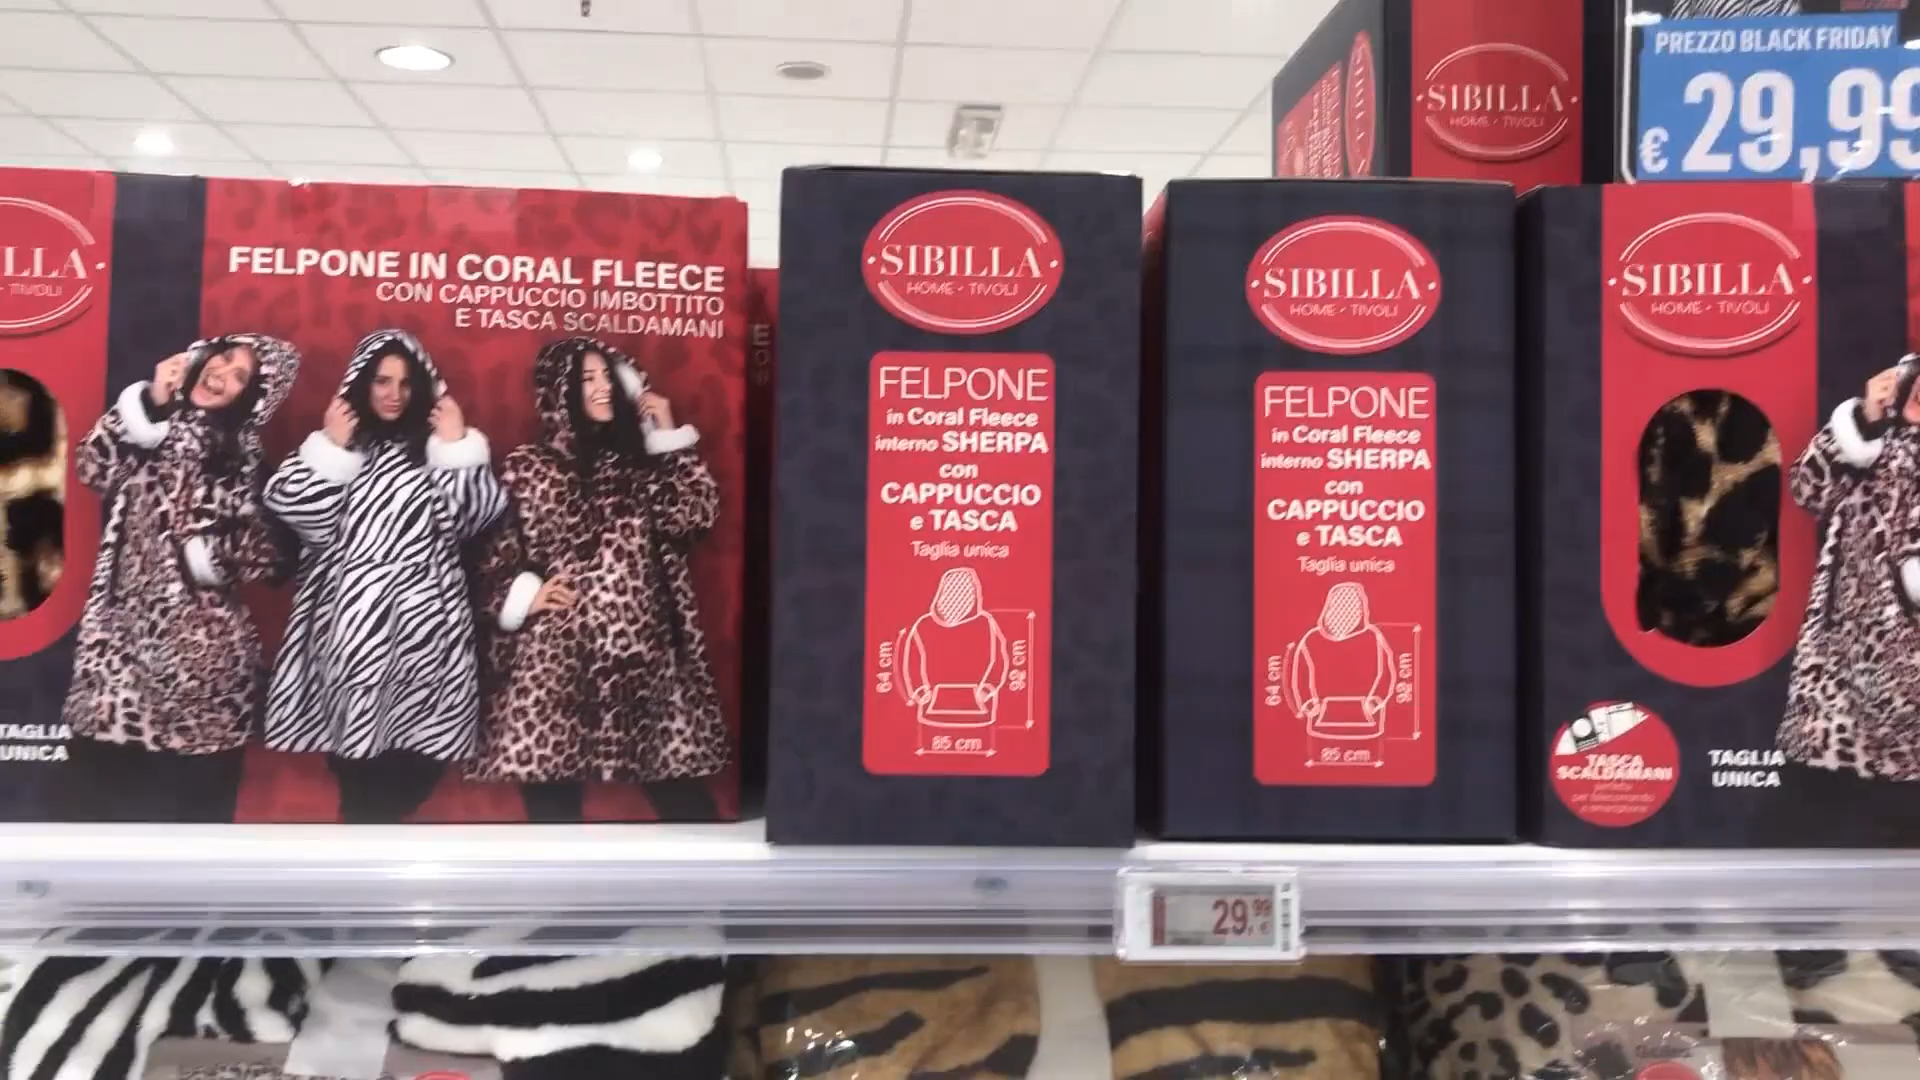 LLA
TIVOLI
TAGLIA
UNICA
FELPONE IN CORAL FLEECE
CON CAPPUCCIO IMBOTTITO
E TASCA SCALDAMANI
SIBILLA
HOME • TIVOLI
FELPONE
in Coral Fleece
interno SHERPA
con
CAPPUCCIO
e TASCA
Taglia unica
64 cm
92 cm
85 cm
SIBILLA
HOME • TIVOLI
FELPONE
in Coral Fleece
interno SHERPA
con
CAPPUCCIO
e TASCA
Taglia unica
64 cm
92 cm
85 cm
SIBILLA
HOME • TIVOLI
PREZZO BLACK FRIDAY
€ 29,99
SIBILLA
HOME • TIVOLI
TASCA
SCALDAMANI
TAGLIA
UNICA
29,99 €